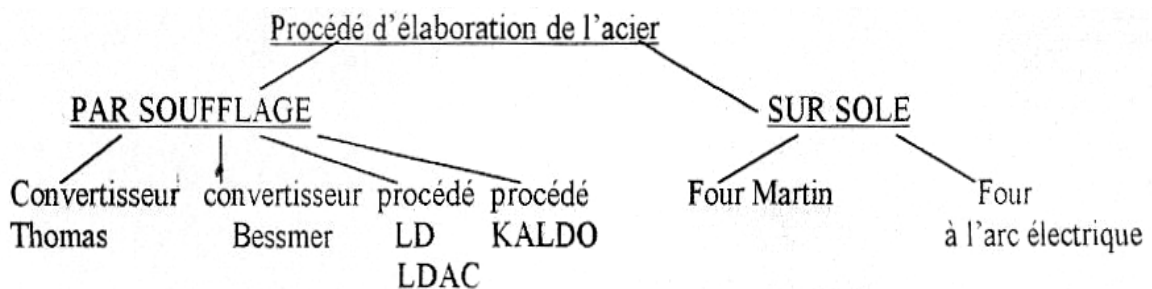 Procédé d'élaboration de l'acier
PAR SOUFFLAGE SUR SOLE
Convertisseur convertisseur procédé procédé Four Martin Four
Thomas Bessmer LD KALDO à l'arc électrique
LDAC